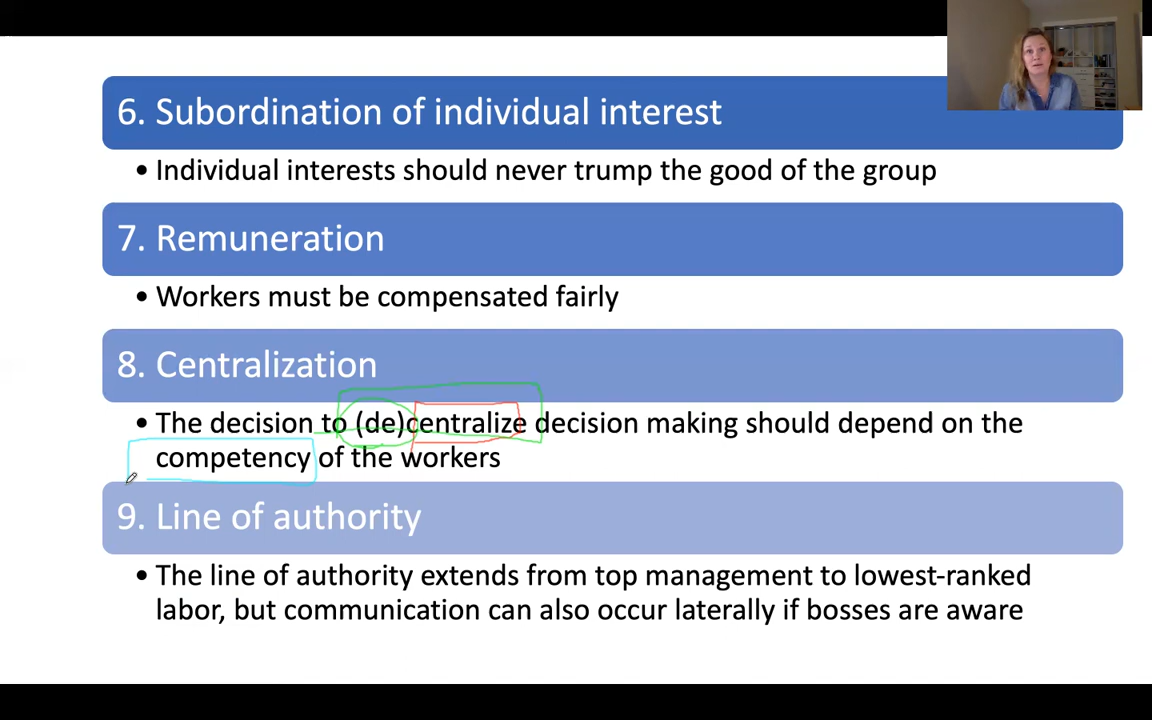 6. Subordination of individual interest
• Individual interests should never trump the good of the group
7. Remuneration
• Workers must be compensated fairly
8. Centralization
• The decision to (de)centralize decision making should depend on the
competency of the workers
9. Line of authority
• The line of authority extends from top management to lowest-ranked
labor, but communication can also occur laterally if bosses are aware